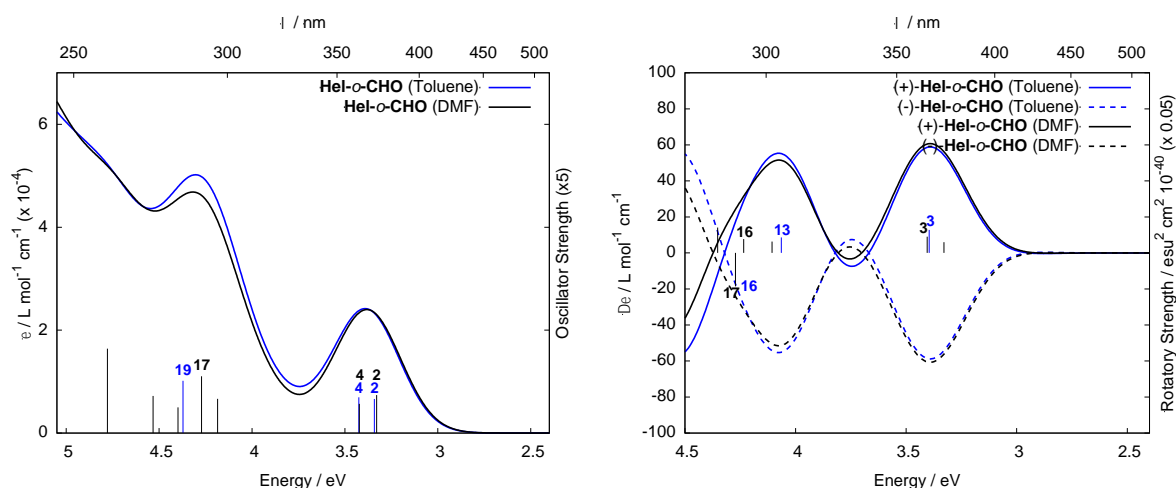 l / nm
250 300 350 400 450 500
Hel-o-CHO (Toluene)
Hel-o-CHO (DMF)
6
4
2
0
e / L mol-1 cm-1 (x 10-4)
Oscillator Strength (x5)
19
17
4
2
4
2
5 4.5 4 3.5 3 2.5
Energy / eV
l / nm
300 350 400 450 500
(+)-Hel-o-CHO (Toluene)
(-)-Hel-o-CHO (Toluene)
(+)-Hel-o-CHO (DMF)
(-)-Hel-o-CHO (DMF)
100
80
60
40
20
0
-20
-40
-60
-80
-100
De / L mol-1 cm-1
Rotatory Strength / esu2 cm2 10-40 (x 0.05)
16
13
3
3
17
16
4.5 4 3.5 3
Energy / eV